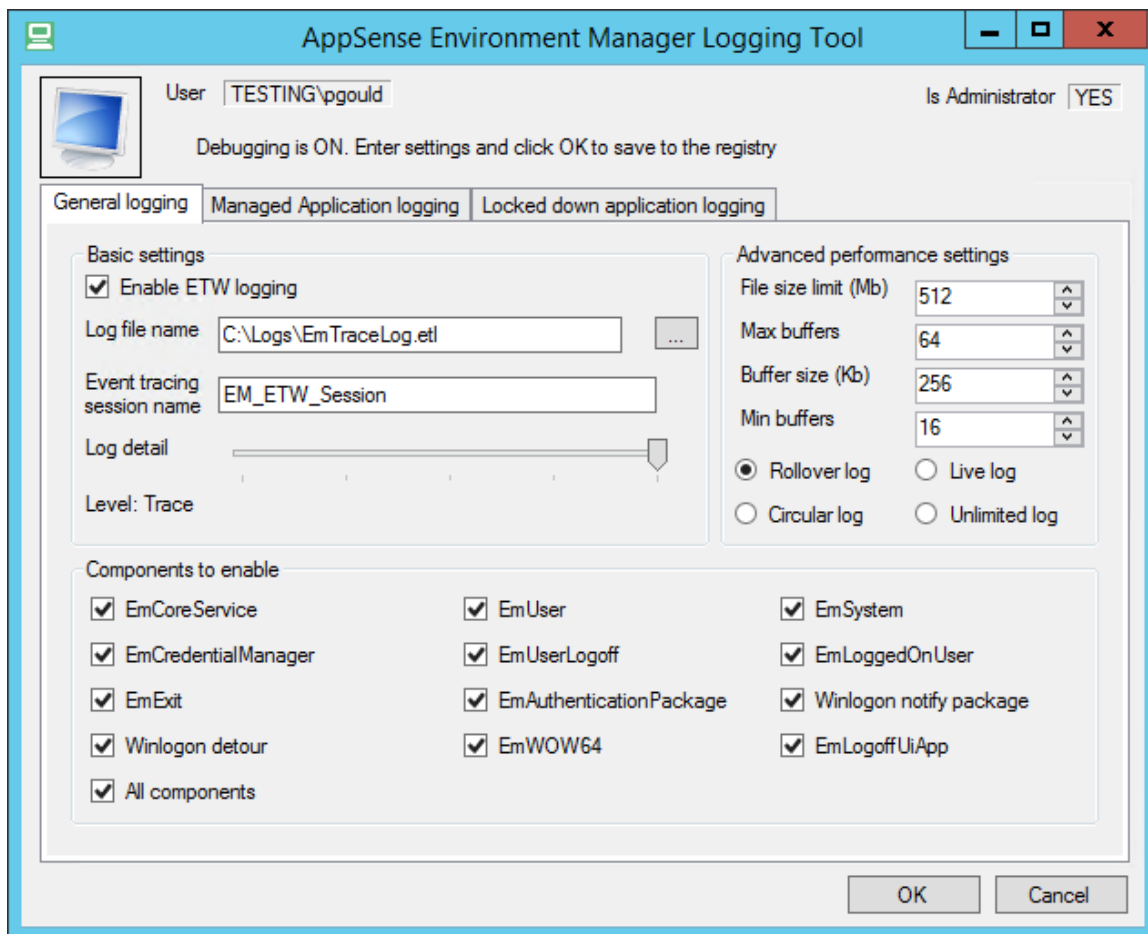 AppSense Environment Manager Logging Tool
User TESTING\pgould Is Administrator YES
Debugging is ON. Enter settings and click OK to save to the registry
General logging Managed Application logging Locked down application logging
Basic settings
Enable ETW logging
Log file name C:\Logs\EmTraceLog.etl ...
Event tracing
session name EM_ETW_Session
Log detail
Level: Trace
Advanced performance settings
File size limit (Mb) 512
Max buffers 64
Buffer size (Kb) 256
Min buffers 16
Rollover log Live log
Circular log Unlimited log
Components to enable
EmCoreService EmUser EmSystem
EmCredentialManager EmUserLogoff EmLoggedOnUser
EmExit EmAuthenticationPackage Winlogon notify package
Winlogon detour EmWOW64 EmLogoffUiApp
All components
OK Cancel